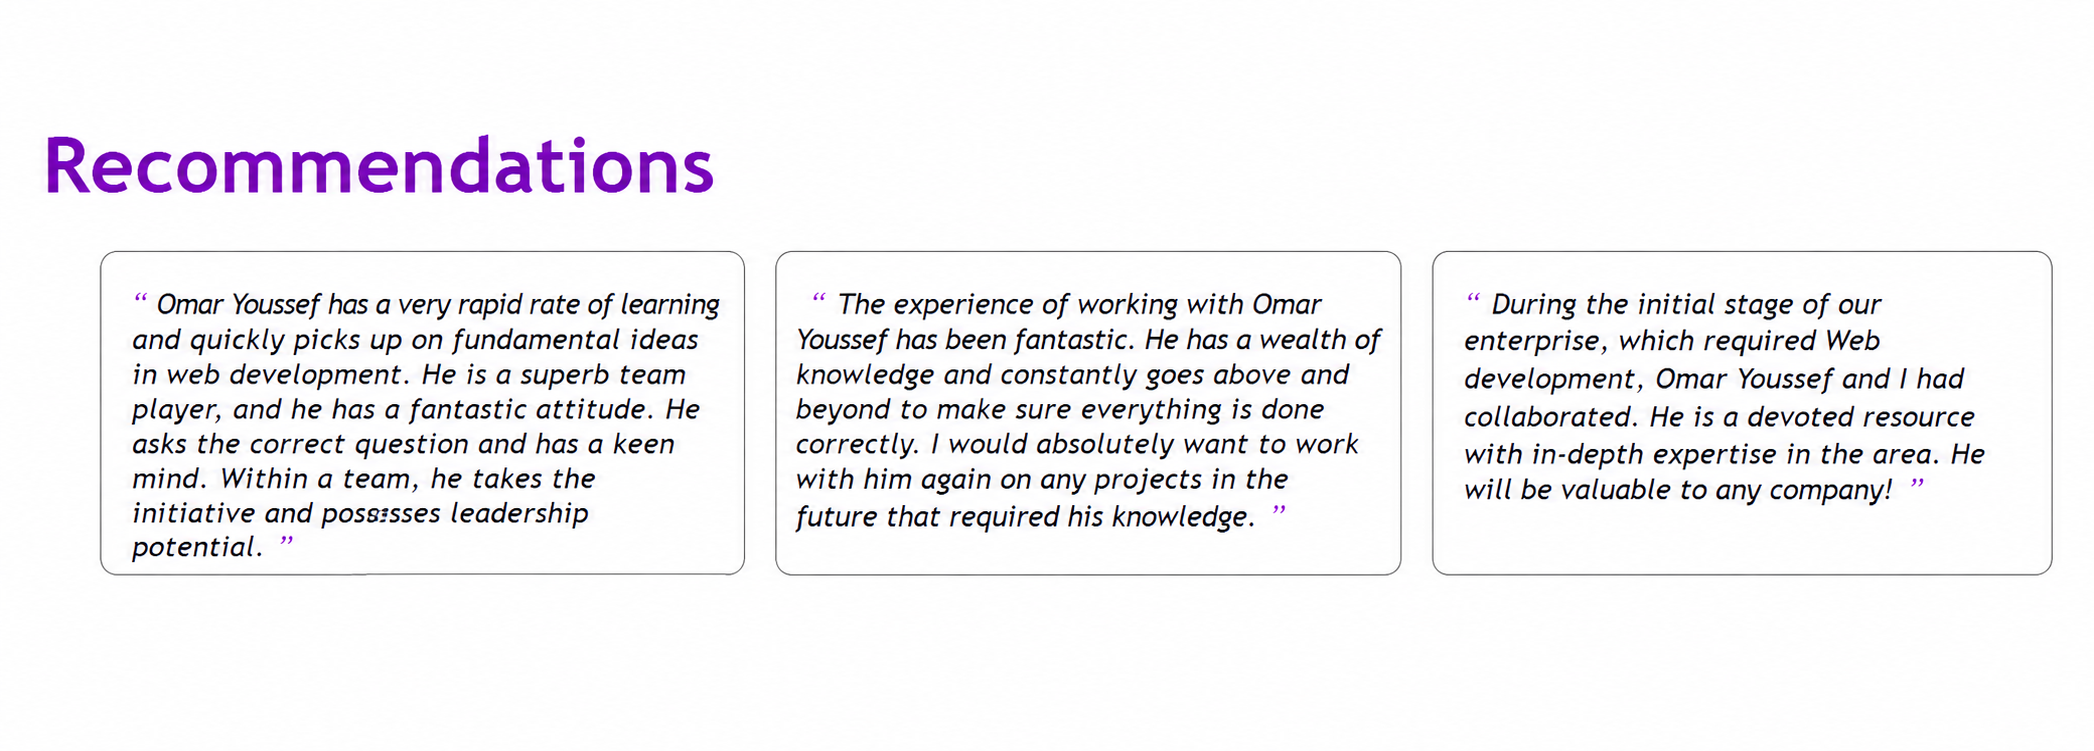 Recommendations
“ Omar Youssef has a very rapid rate of learning
and quickly picks up on fundamental ideas
in web development. He is a superb team
player, and he has a fantastic attitude. He
asks the correct question and has a keen
mind. Within a team, he takes the
initiative and possesses leadership
potential. ”
“ The experience of working with Omar
Youssef has been fantastic. He has a wealth of
knowledge and constantly goes above and
beyond to make sure everything is done
correctly. I would absolutely want to work
with him again on any projects in the
future that required his knowledge. ”
“ During the initial stage of our
enterprise, which required Web
development, Omar Youssef and I had
collaborated. He is a devoted resource
with in-depth expertise in the area. He
will be valuable to any company! ”